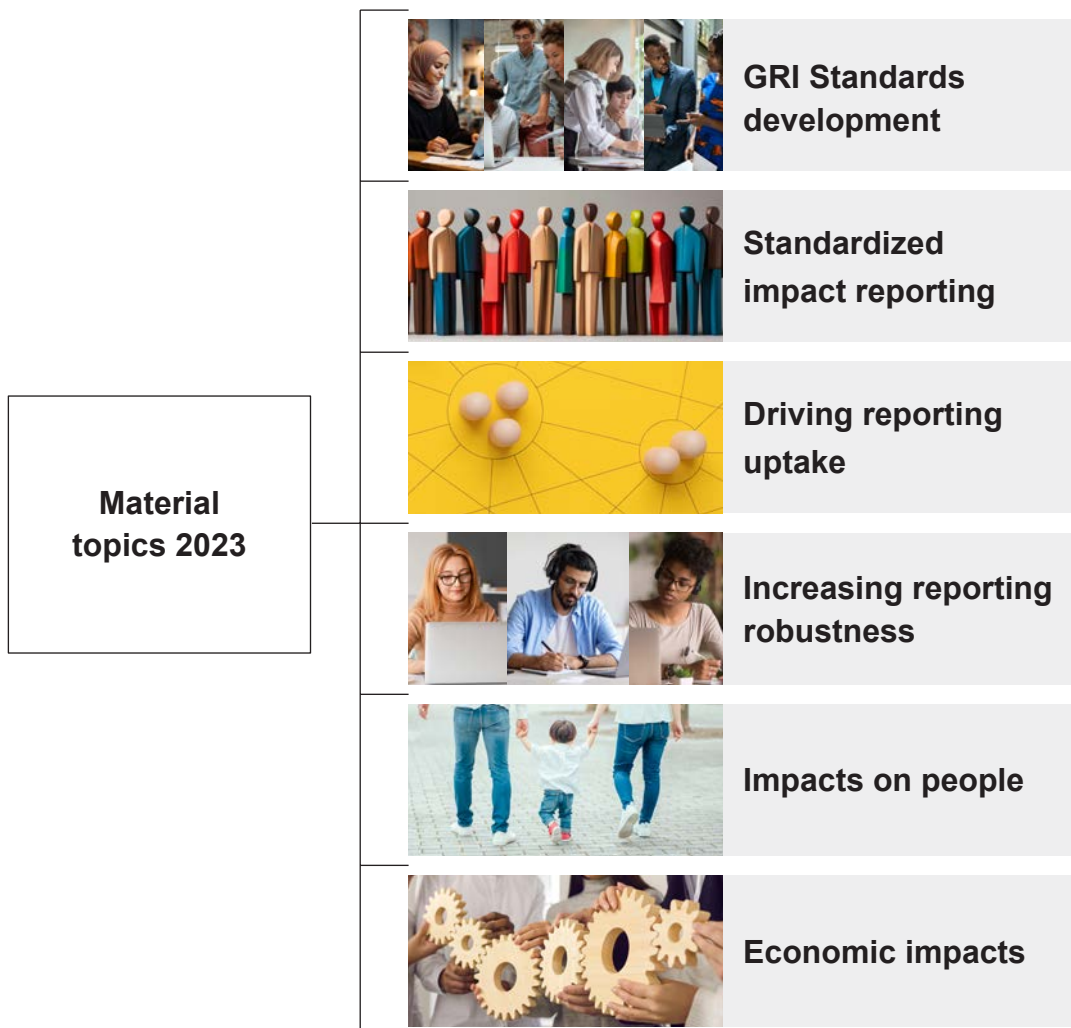 Material
topics 2023
GRI Standards
development
Standardized
impact reporting
Driving reporting
uptake
Increasing reporting
robustness
Impacts on people
Economic impacts